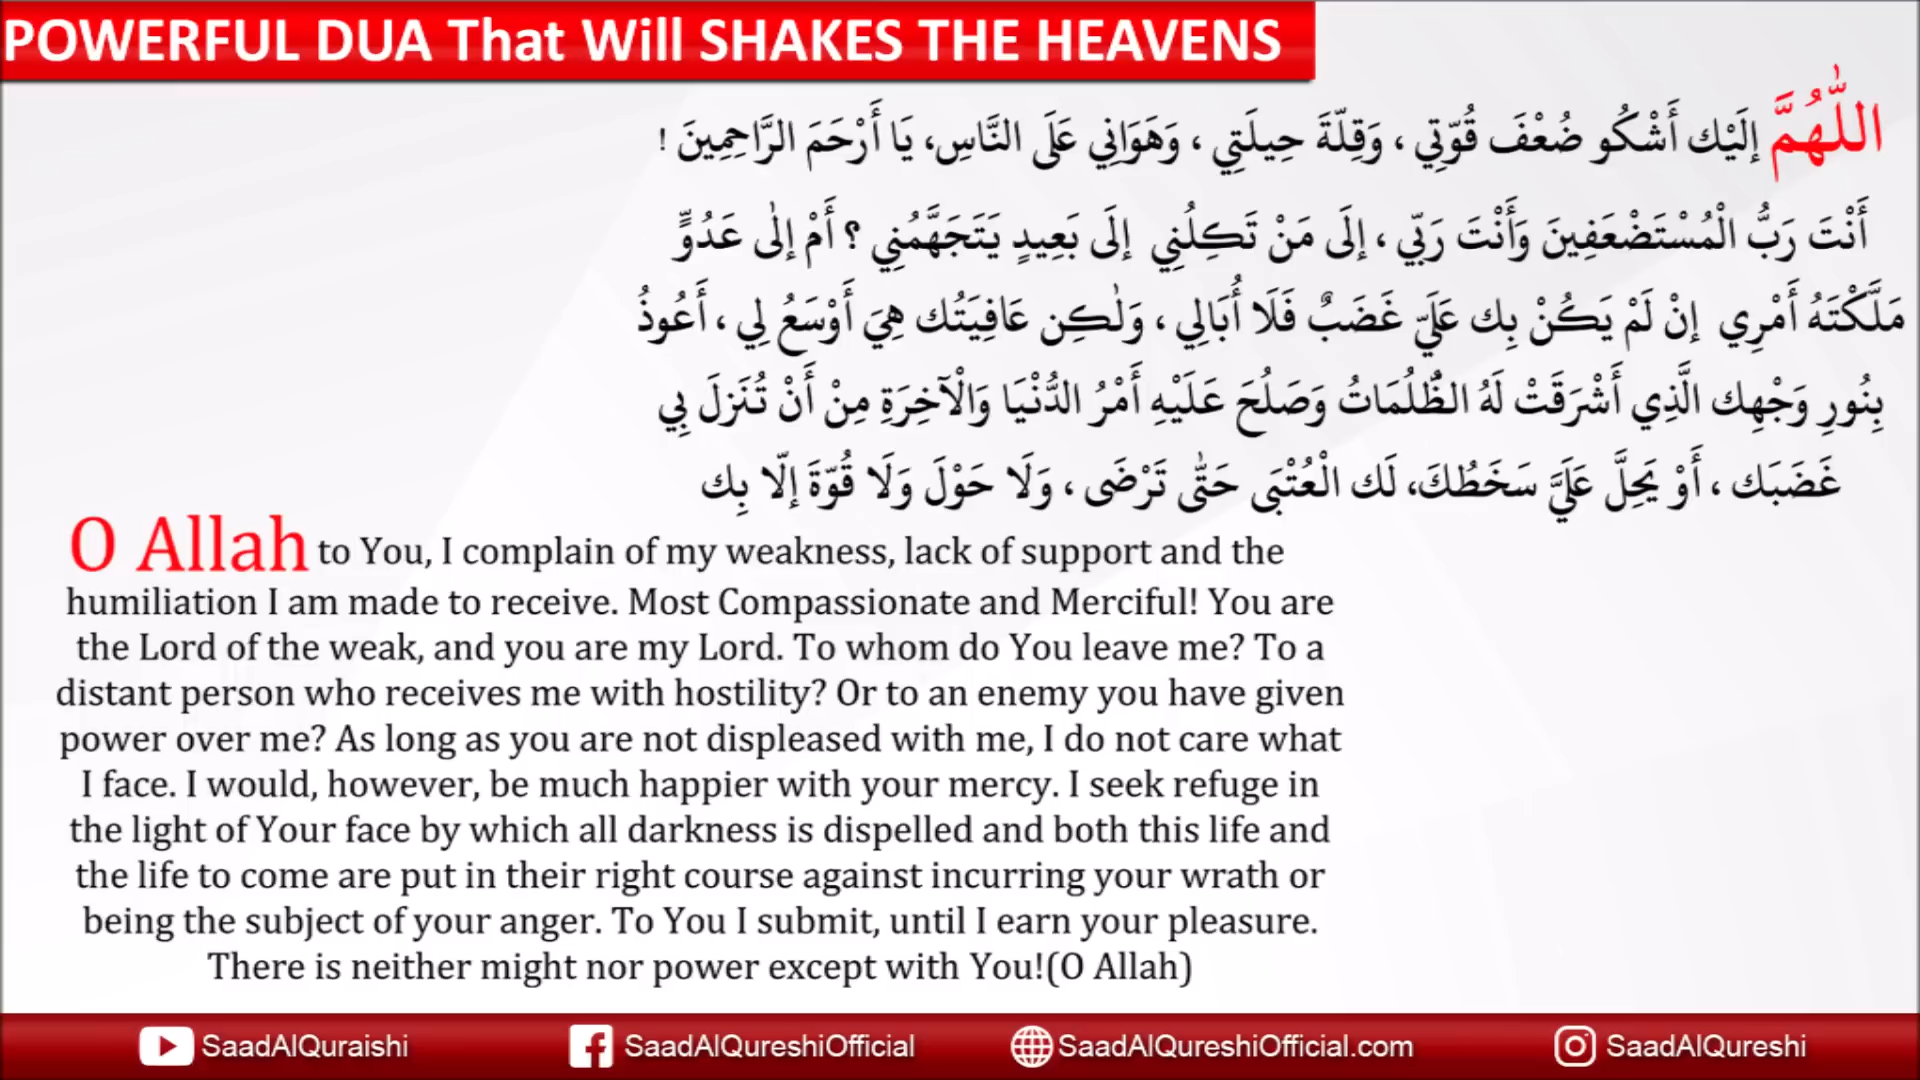 POWERFUL DUA That Will SHAKES THE HEAVENS
اللّٰهُمَّ إلَيْك أَشْكُو ضُعْفَ قُوَّتِي ، وَقِلَّةَ حِيلَتِي ، وَهَوَانِي عَلَى النَّاسِ، يَا أَرْحَمَ الرَّاحِمِينَ !
أَنْتَ رَبُّ الْمُسْتَضْعَفِينَ وَأَنْتَ رَبِّي ، إلَى مَنْ تَكِلُنِي إلَى بَعِيدٍ يَتَجَهَّمُنِي ؟ أَمْ إلٰى عَدُوٍّ
مَلَّكْتَهُ أَمْرِي إنْ لَمْ يَكُنْ بِك عَلَيَّ غَضَبٌ فَلَا أُبَالِي ، وَلٰكِن عَافِيَتُك هِيَ أَوْسَعُ لِي ، أَعُوذُ
بِنُورِ وَجْهِك الَّذِي أَشْرَقَتْ لَهُ الظُّلُمَاتُ وَصَلُحَ عَلَيْهِ أَمْرُ الدُّنْيَا وَالْآخِرَةِ مِنْ أَنْ تُنَزِلَ بِي
غَضَبَك ، أَوْ يَحِلَّ عَلَيَّ سَخَطُكَ، لَك الْعُتْبَى حَتّٰى تَرْضَى ، وَلَا حَوْلَ وَلَا قُوَّةَ إلّا بِك
O Allah to You, I complain of my weakness, lack of support and the
humiliation I am made to receive. Most Compassionate and Merciful! You are
the Lord of the weak, and you are my Lord. To whom do You leave me? To a
distant person who receives me with hostility? Or to an enemy you have given
power over me? As long as you are not displeased with me, I do not care what
I face. I would, however, be much happier with your mercy. I seek refuge in
the light of Your face by which all darkness is dispelled and both this life and
the life to come are put in their right course against incurring your wrath or
being the subject of your anger. To You I submit, until I earn your pleasure.
There is neither might nor power except with You!(O Allah)
SaadAlQuraishi SaadAlQureshiOfficial SaadAlQureshiOfficial.com SaadAlQureshi